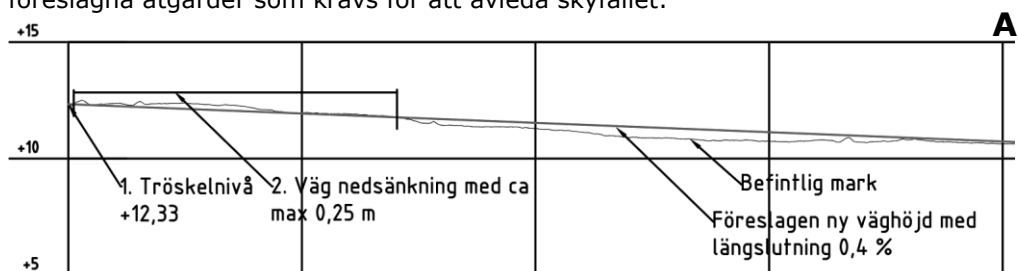 föreslagna åtgärder som krävs för att avleda skyfallet.
A
+15
+10
1. Tröskelnivå
+12,33
2. Väg nedsänkning med ca
max 0,25 m
Befintlig mark
Föreslagen ny väghöjd med
längslutning 0,4 %
+5